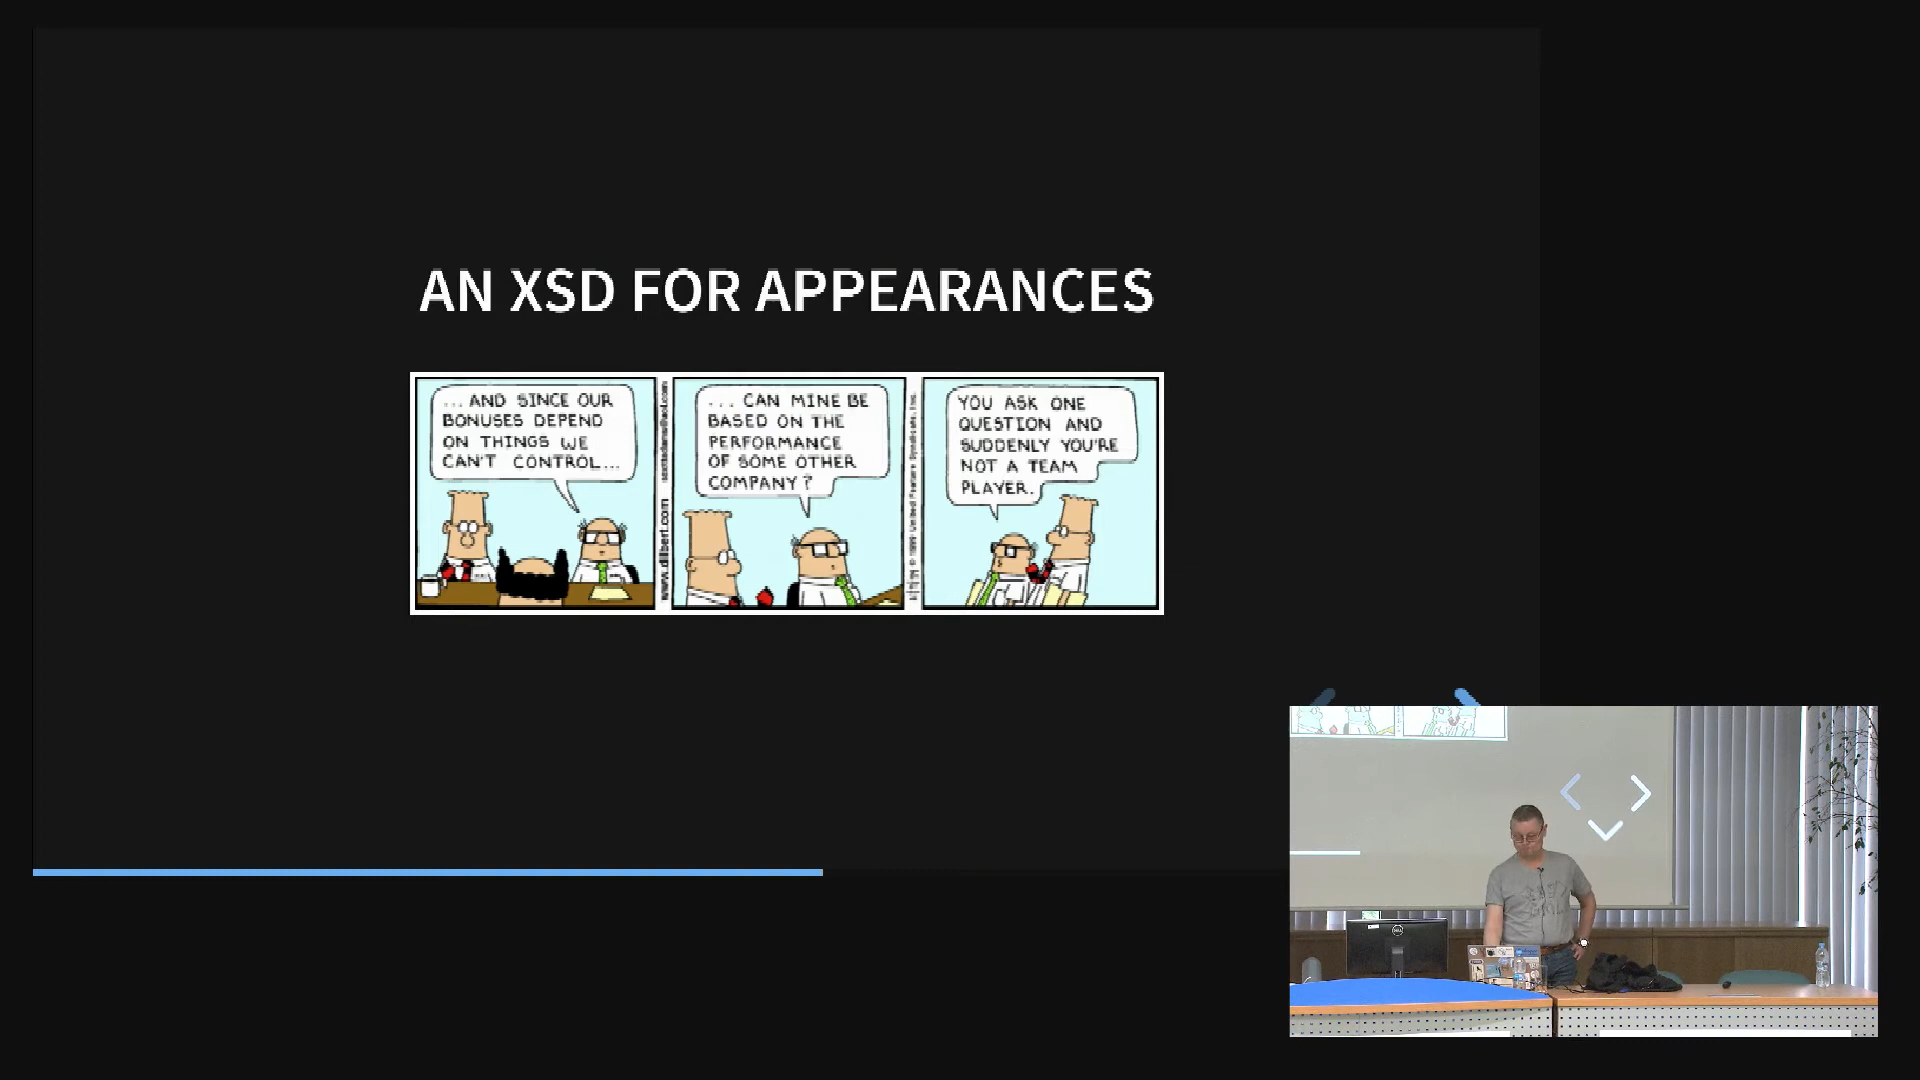 AN XSD FOR APPEARANCES
... AND SINCE OUR
BONUSES DEPEND
ON THINGS WE
CAN'T CONTROL...
www.dilbert.com
... CAN MINE BE
BASED ON THE
PERFORMANCE
OF SOME OTHER
COMPANY?
YOU ASK ONE
QUESTION AND
SUDDENLY YOU'RE
NOT A TEAM
PLAYER.
DELL